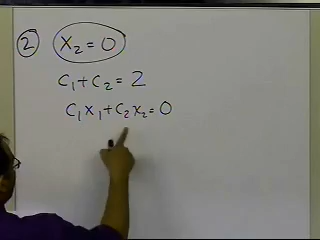 ② X₂ = 0
C₁ + C₂ = 2
C₁X₁ + C₂X₂ = 0